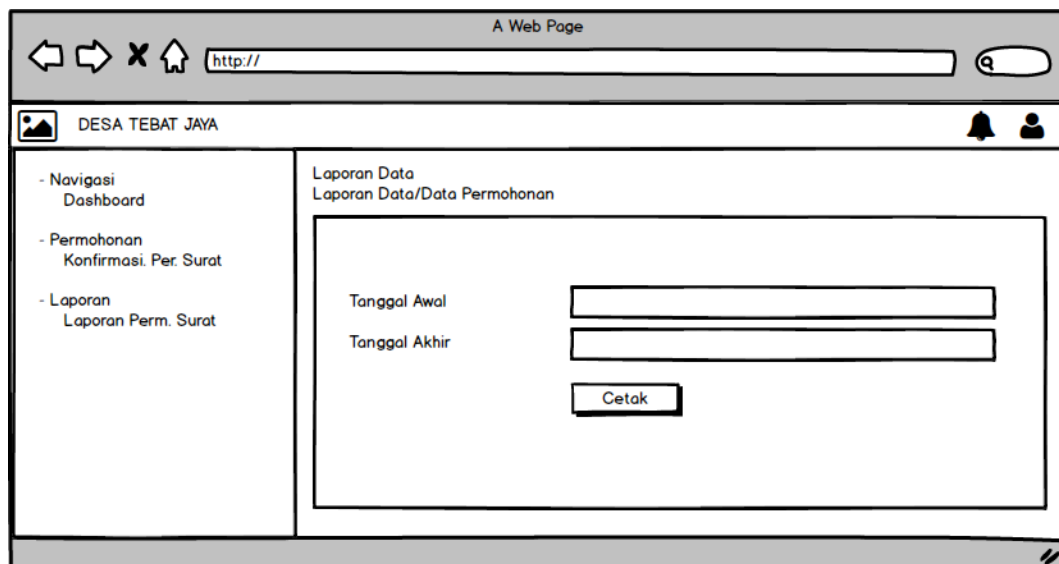 A Web Page
http://
DESA TEBAT JAYA
- Navigasi
Dashboard
- Permohonan
Konfirmasi. Per. Surat
- Laporan
Laporan Perm. Surat
Laporan Data
Laporan Data/Data Permohonan
Tanggal Awal
Tanggal Akhir
Cetak